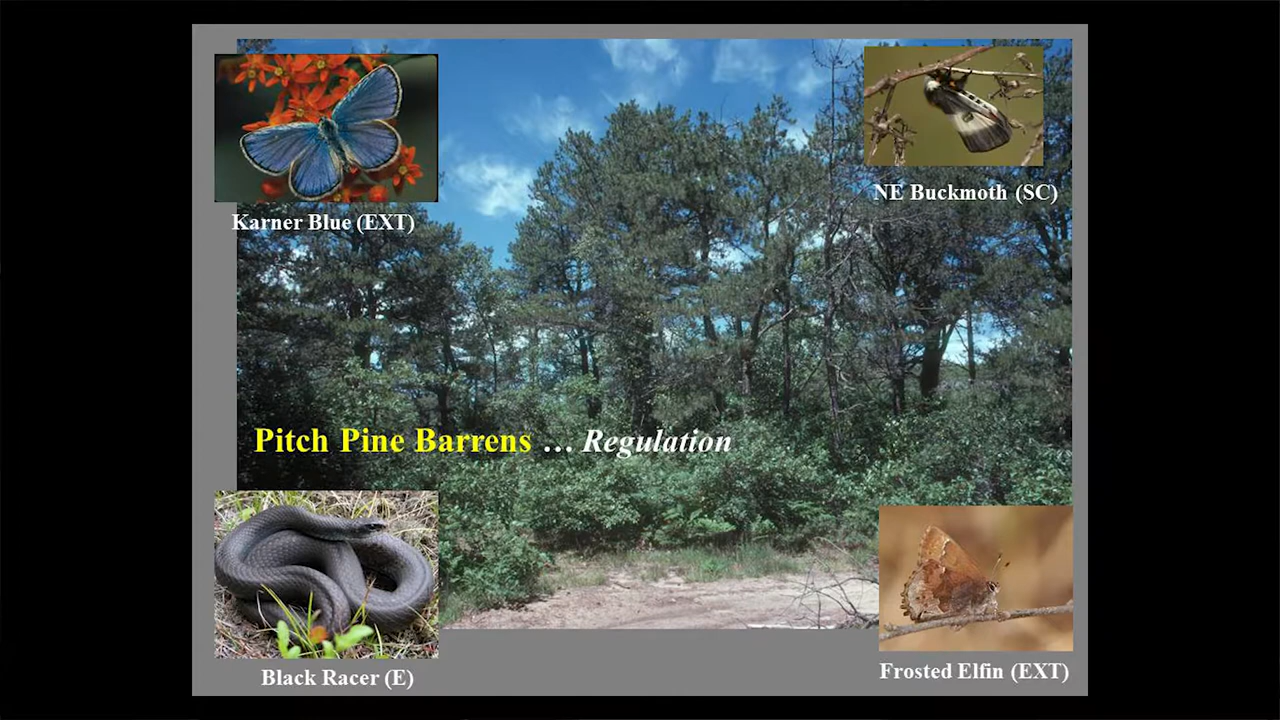 NE Buckmoth (SC)
Karner Blue (EXT)
Pitch Pine Barrens … Regulation
Black Racer (E)
Frosted Elfin (EXT)